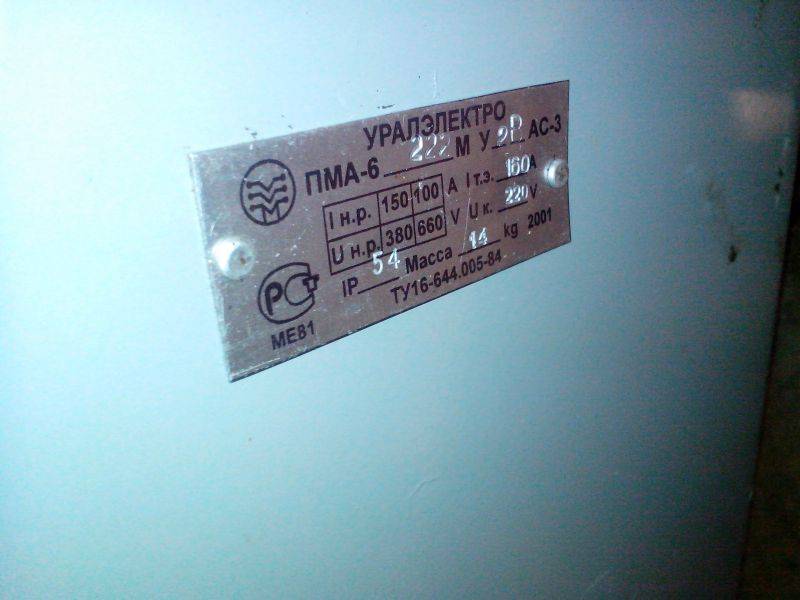 УРАЛЭЛЕКТРО
ПМА-6 222 М У 2В АС-3
I н.р. 150 100 А I т.э. 160 А
U н.р. 380 660 V U к. 220 V
IP 54 Масса 14 kg 2001
ТУ16-644.005-84
РСТ
МЕ81